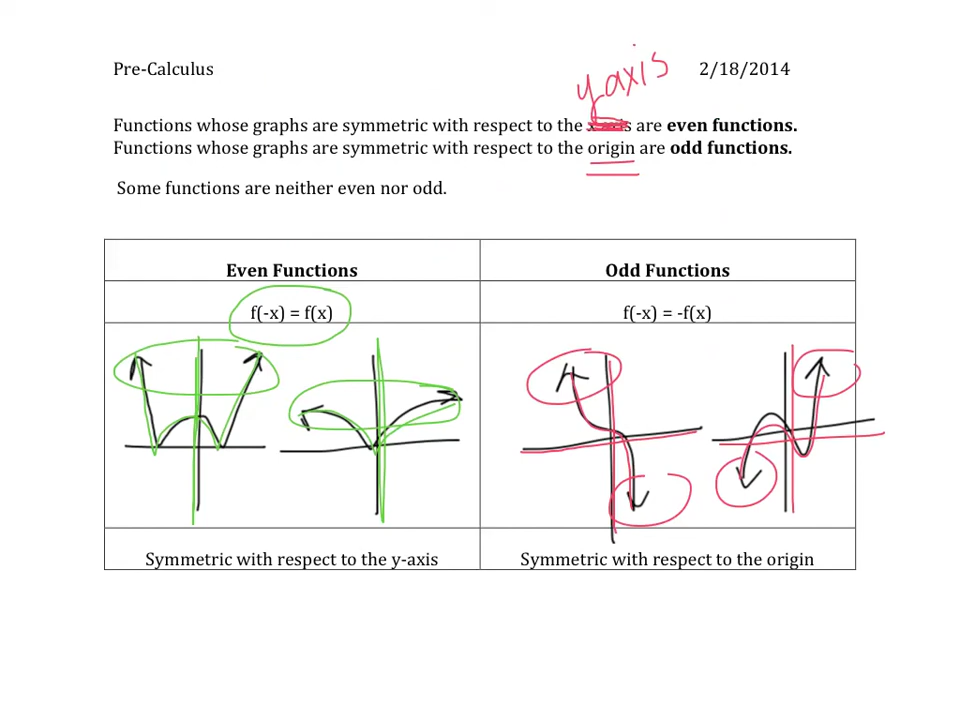 Pre-Calculus 2/18/2014
y axis
Functions whose graphs are symmetric with respect to the are even functions.
Functions whose graphs are symmetric with respect to the origin are odd functions.
Some functions are neither even nor odd.
Even Functions Odd Functions
f(-x) = f(x) f(-x) = -f(x)
Symmetric with respect to the y-axis Symmetric with respect to the origin